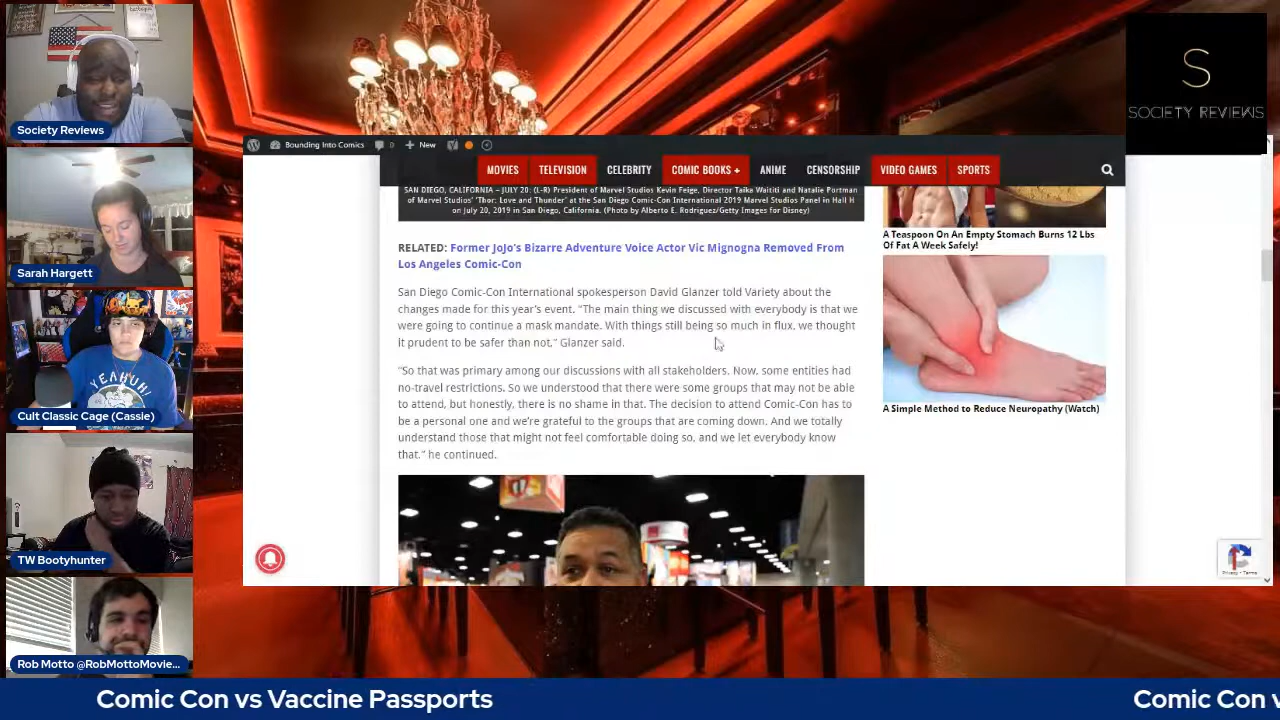 Society Reviews
Sarah Hargett
Cult Classic Cage (Cassie)
YEAHUH!
TW Bootyhunter
Rob Motto @RobMottoMovie...
S
SOCIETY REVIEWS
Bounding Into Comics 0 New
MOVIES TELEVISION CELEBRITY COMIC BOOKS + ANIME CENSORSHIP VIDEO GAMES SPORTS
SAN DIEGO, CALIFORNIA – JULY 20: (L-R) President of Marvel Studios Kevin Feige, Director Taika Waititi and Natalie Portman
of Marvel Studios' 'Thor: Love and Thunder' at the San Diego Comic-Con International 2019 Marvel Studios Panel in Hall H
on July 20, 2019 in San Diego, California. (Photo by Alberto E. Rodriguez/Getty Images for Disney)
RELATED: Former JoJo's Bizarre Adventure Voice Actor Vic Mignogna Removed From
Los Angeles Comic-Con
San Diego Comic-Con International spokesperson David Glanzer told Variety about the
changes made for this year's event. "The main thing we discussed with everybody is that we
were going to continue a mask mandate. With things still being so much in flux, we thought
it prudent to be safer than not," Glanzer said.
"So that was primary among our discussions with all stakeholders. Now, some entities had
no-travel restrictions. So we understood that there were some groups that may not be able
to attend, but honestly, there is no shame in that. The decision to attend Comic-Con has to
be a personal one and we're grateful to the groups that are coming down. And we totally
understand those that might not feel comfortable doing so, and we let everybody know
that." he continued.
A Teaspoon On An Empty Stomach Burns 12 Lbs
Of Fat A Week Safely!
A Simple Method to Reduce Neuropathy (Watch)
Privacy - Terms
Comic Con vs Vaccine Passports
Comic Con v